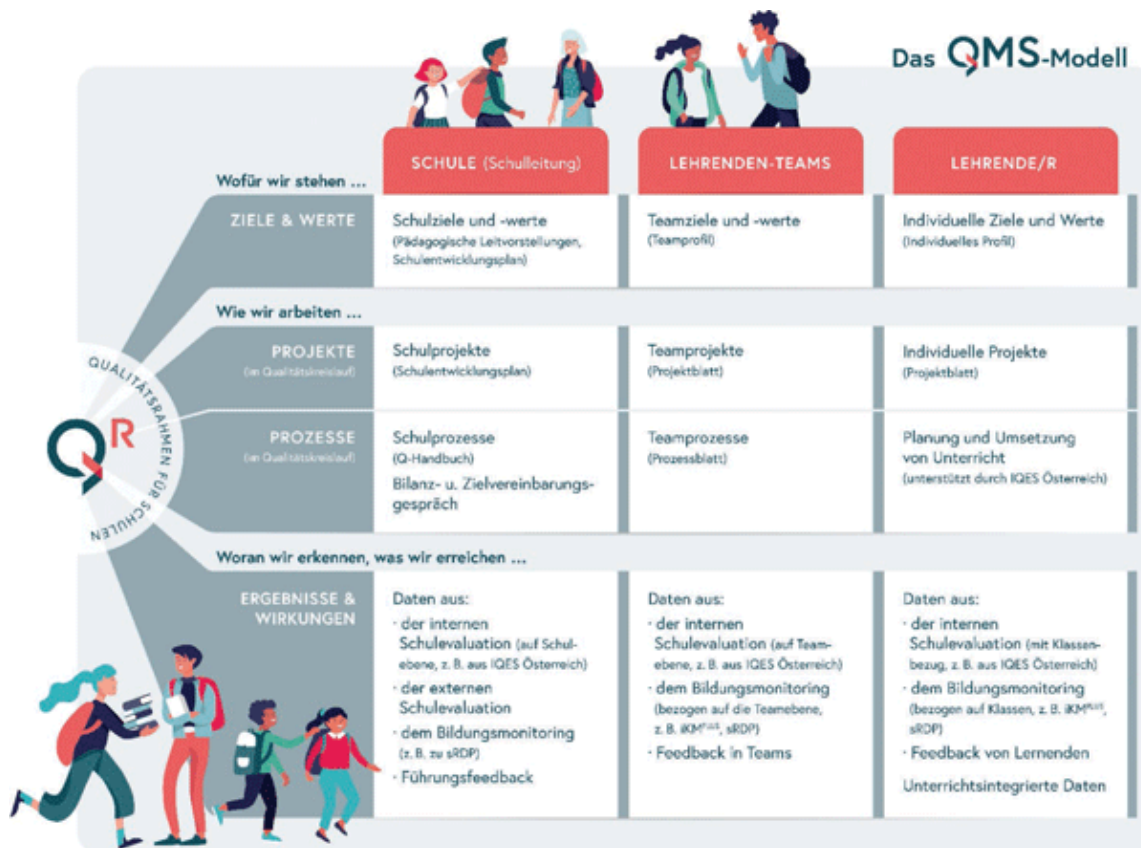 Das QMS-Modell
SCHULE (Schulleitung)
LEHRENDEN-TEAMS
LEHRENDE/R
Wofür wir stehen ...
ZIELE & WERTE
Schulziele und -werte
(Pädagogische Leitvorstellungen,
Schulentwicklungsplan)
Teamziele und -werte
(Teamprofil)
Individuelle Ziele und Werte
(Individuelles Profil)
Wie wir arbeiten ...
PROJEKTE
(im Qualitätskreislauf)
Schulprojekte
(Schulentwicklungsplan)
Teamprojekte
(Projektblatt)
Individuelle Projekte
(Projektblatt)
QUALITÄTSRAHMEN FÜR SCHULEN
QR
PROZESSE
(im Qualitätskreislauf)
Schulprozesse
(Q-Handbuch)
Bilanz- u. Zielvereinbarungs-
gespräch
Teamprozesse
(Prozessblatt)
Planung und Umsetzung
von Unterricht
(unterstützt durch IQES Österreich)
Woran wir erkennen, was wir erreichen ...
ERGEBNISSE &
WIRKUNGEN
Daten aus:
· der internen
Schulevaluation (auf Schul-
ebene, z. B. aus IQES Österreich)
· der externen
Schulevaluation
· dem Bildungsmonitoring
(z. B. zu sRDP)
· Führungsfeedback
Daten aus:
· der internen
Schulevaluation (auf Team-
ebene, z. B. aus IQES Österreich)
· dem Bildungsmonitoring
(bezogen auf die Teamebene,
z. B. iKMPLUS, sRDP)
· Feedback in Teams
Daten aus:
· der internen
Schulevaluation (mit Klassen-
bezug, z. B. aus IQES Österreich)
· dem Bildungsmonitoring
(bezogen auf Klassen, z. B. iKMPLUS,
sRDP)
· Feedback von Lernenden
Unterrichtsintegrierte Daten